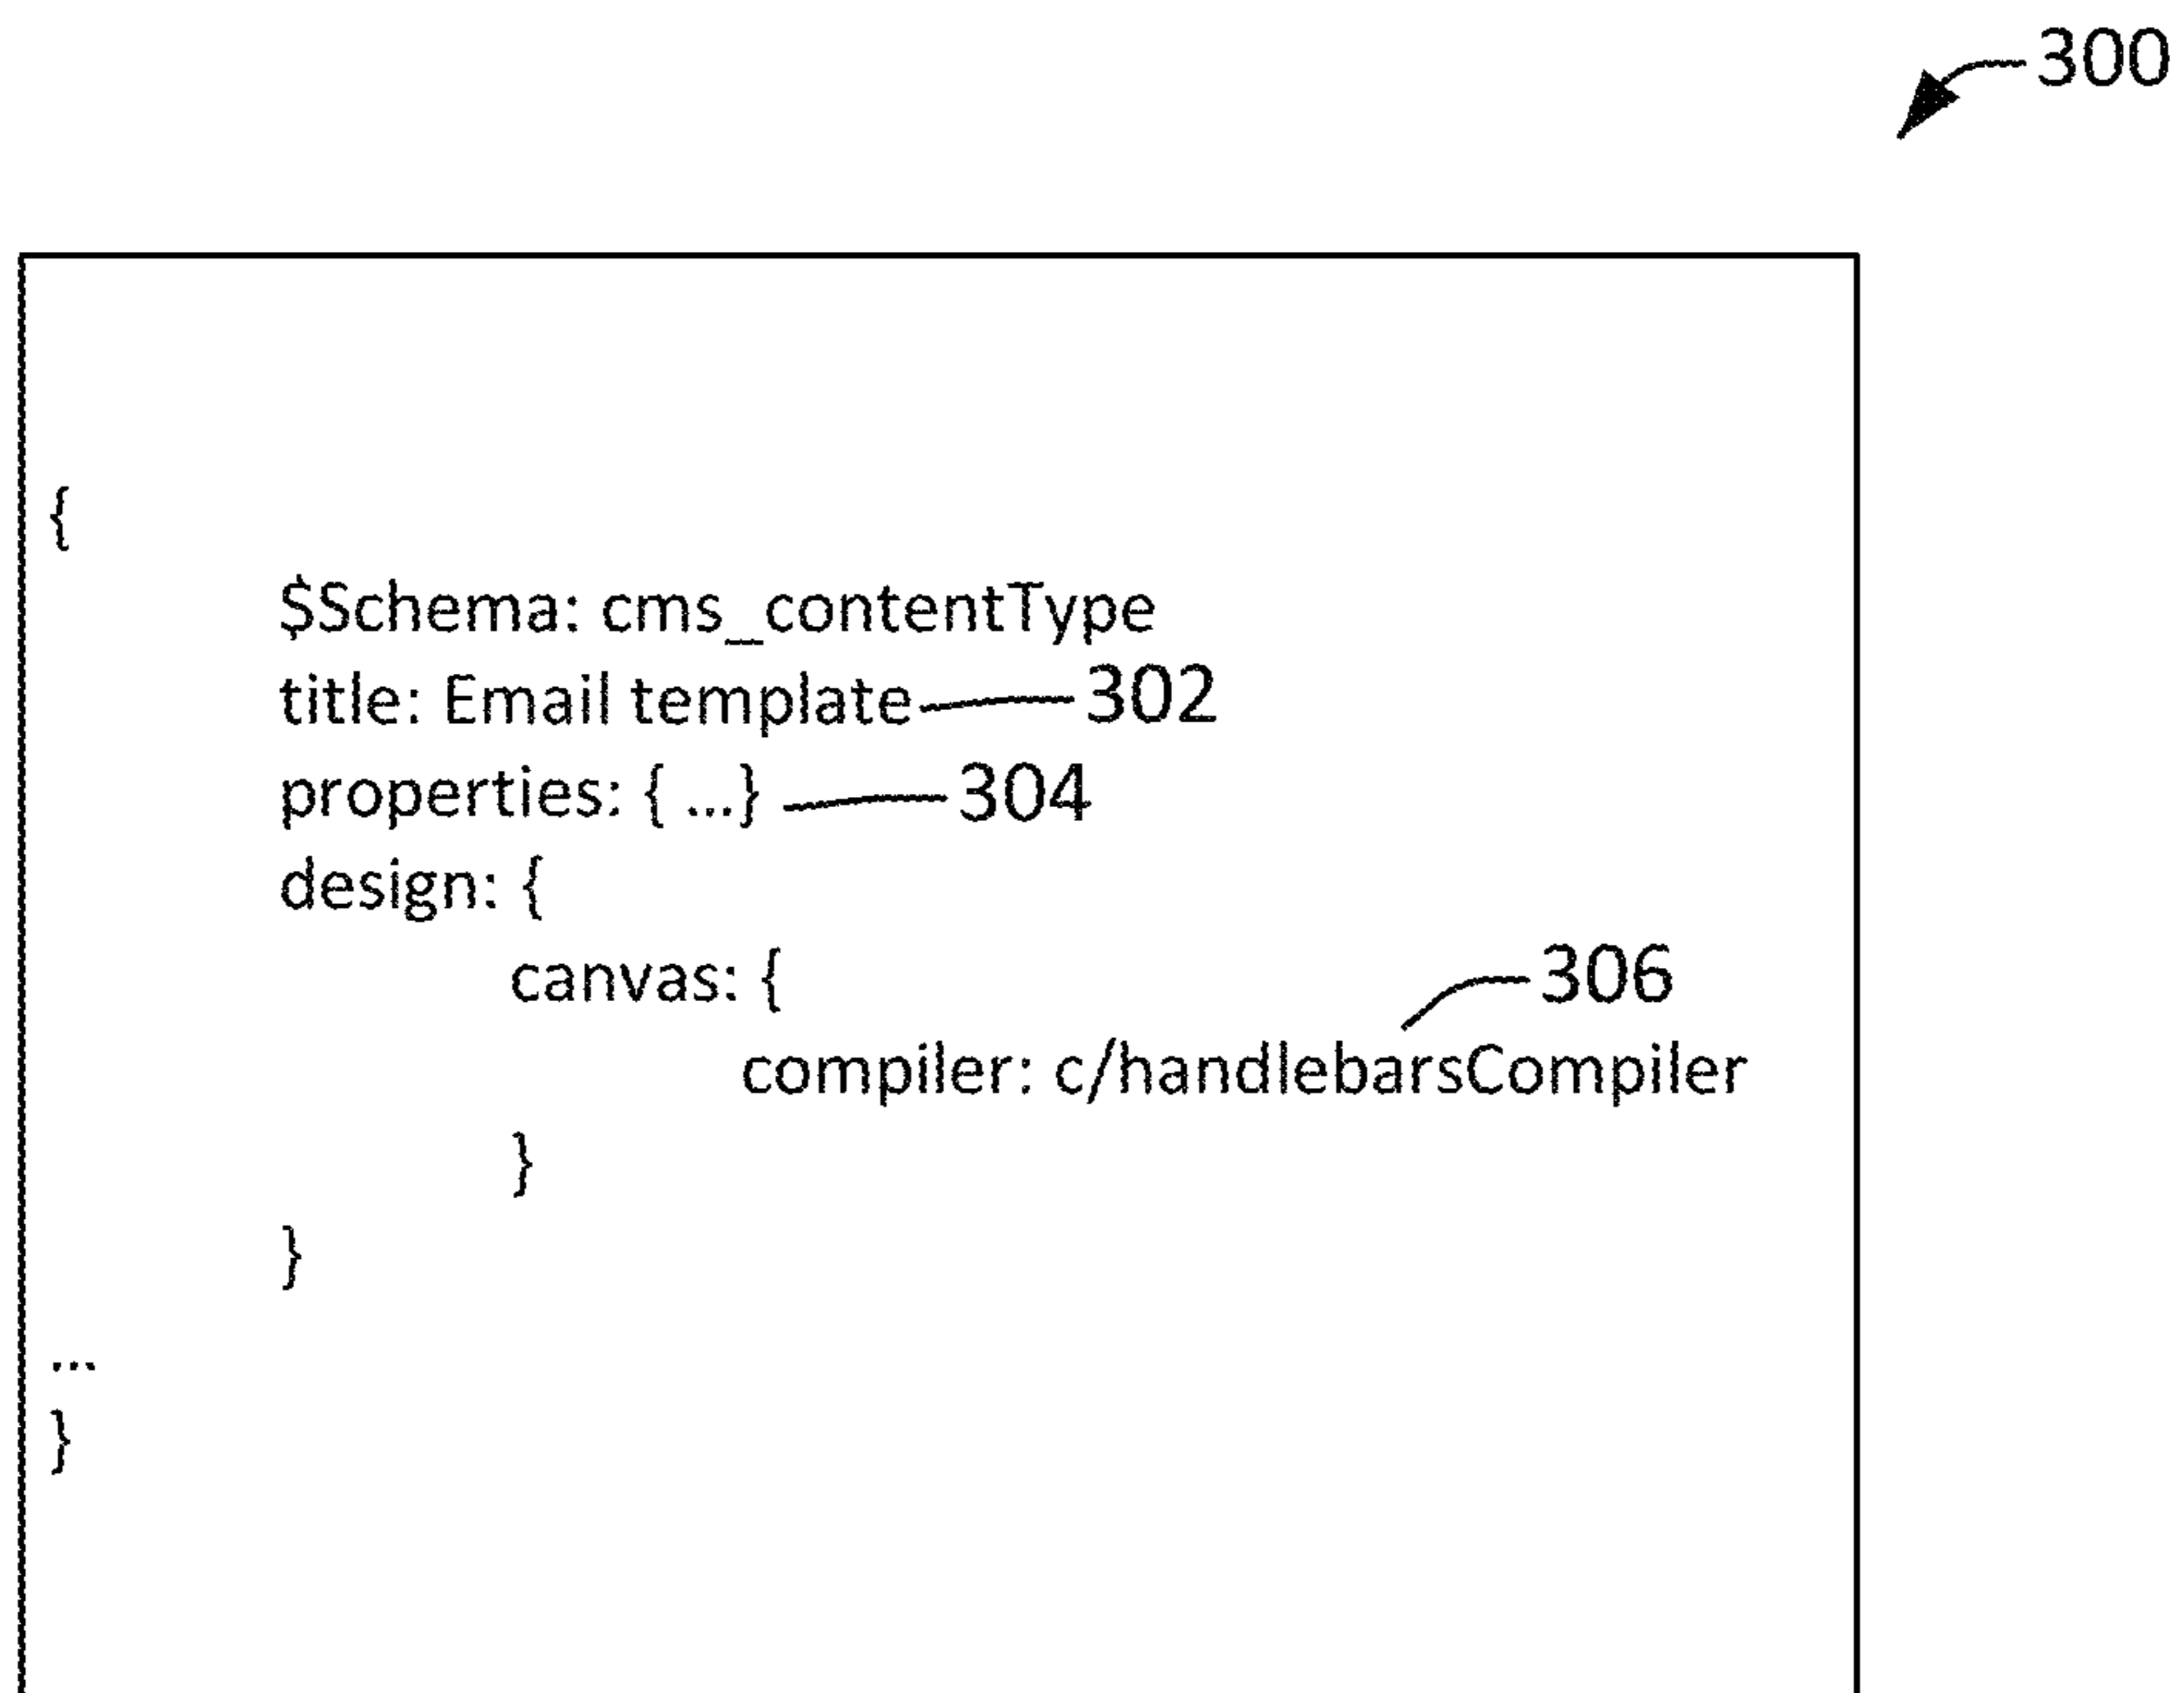 300
{
$Schema: cms_contentType
title: Email template 302
properties: { ...} 304
design: {
canvas: {
306
compiler: c/handlebarsCompiler
}
}
...
}